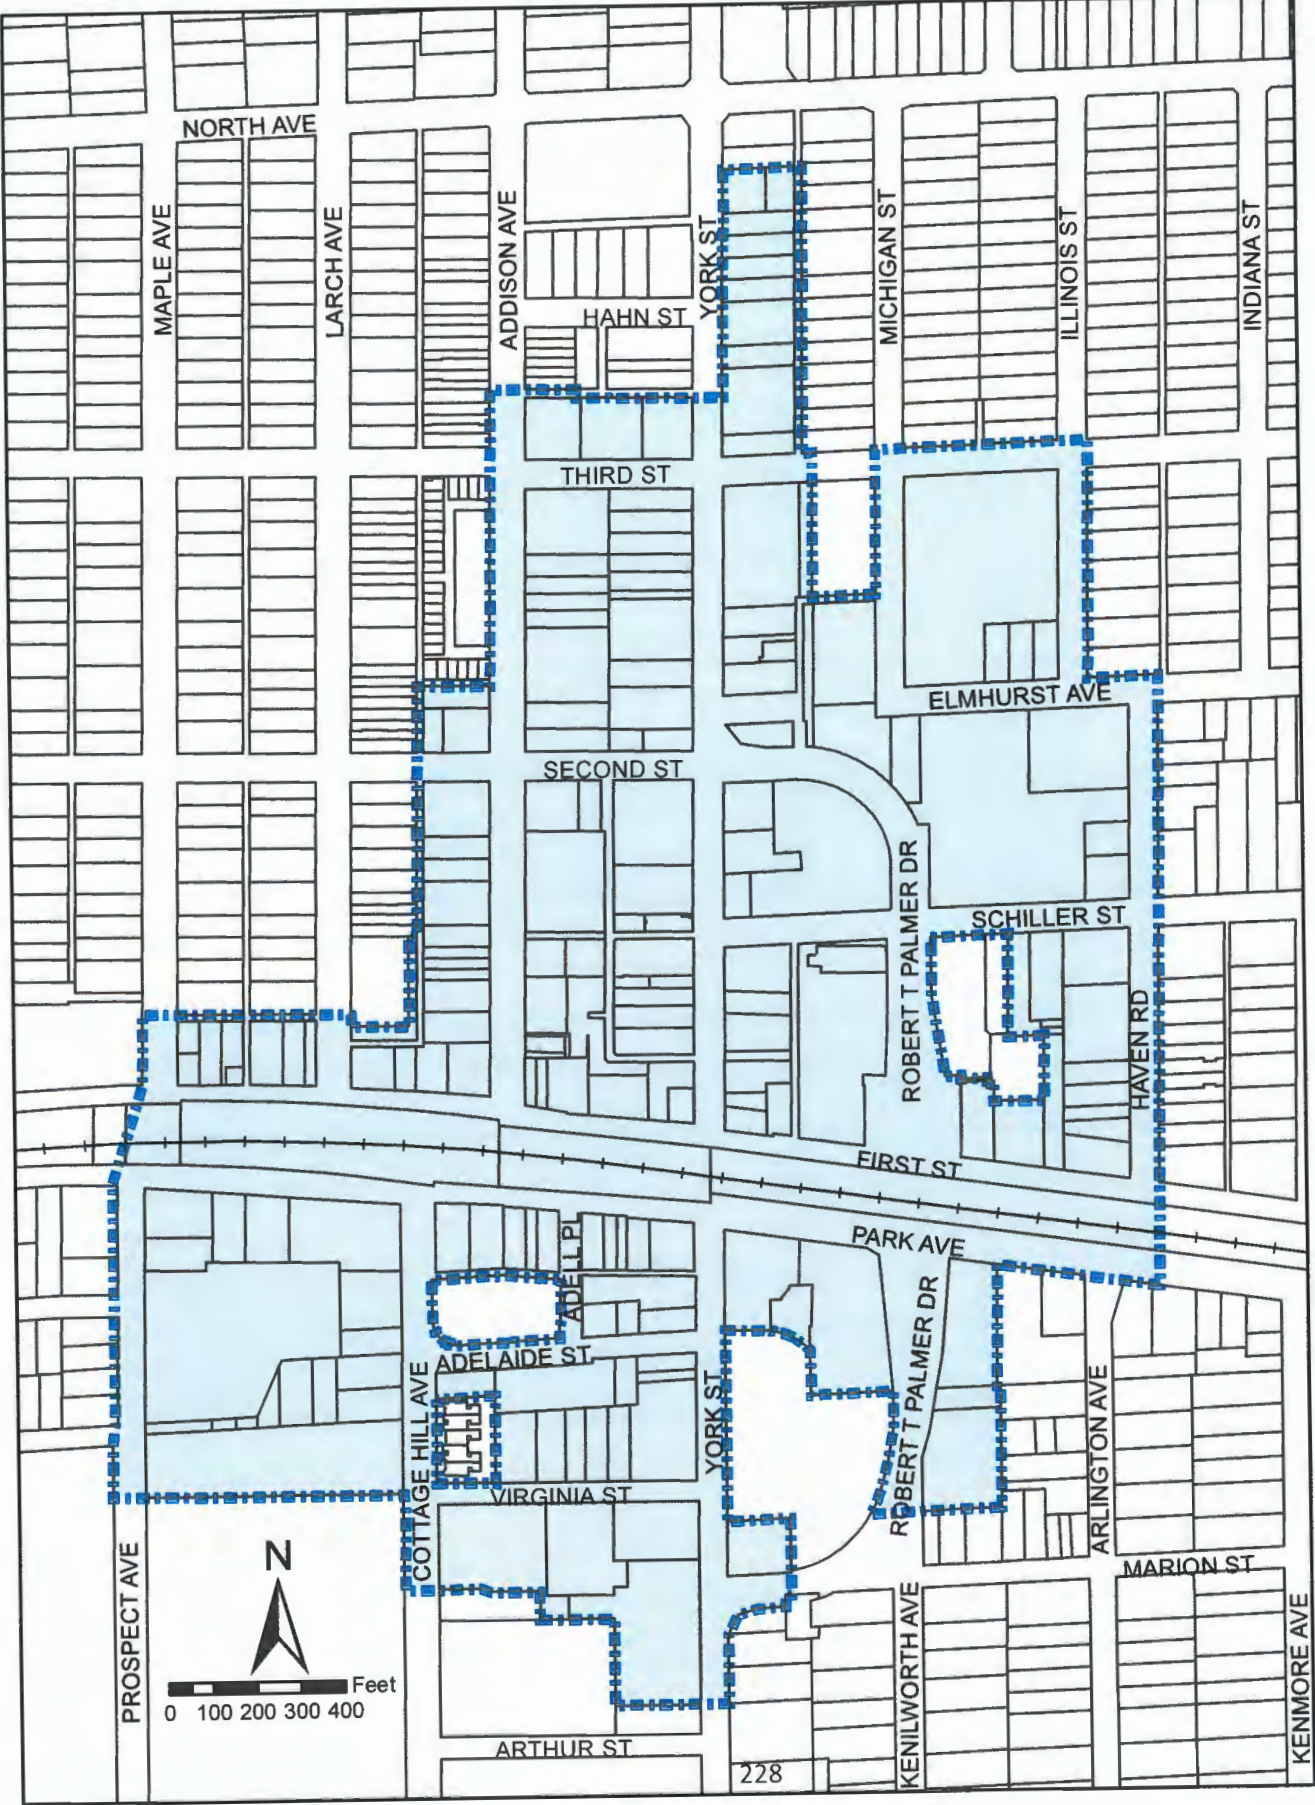 NORTH AVE
MAPLE AVE
LARCH AVE
ADDISON AVE
YORK ST
MICHIGAN ST
ILLINOIS ST
INDIANA ST
HAHN ST
THIRD ST
ELMHURST AVE
SECOND ST
ROBERT T PALMER DR
SCHILLER ST
HAVEN RD
FIRST ST
PARK AVE
ADELL PL
ROBERT T PALMER DR
ADELAIDE ST
COTTAGE HILL AVE
YORK ST
ARLINGTON AVE
VIRGINIA ST
MARION ST
PROSPECT AVE
N
Feet
0 100 200 300 400
KENILWORTH AVE
KENMORE AVE
ARTHUR ST
228